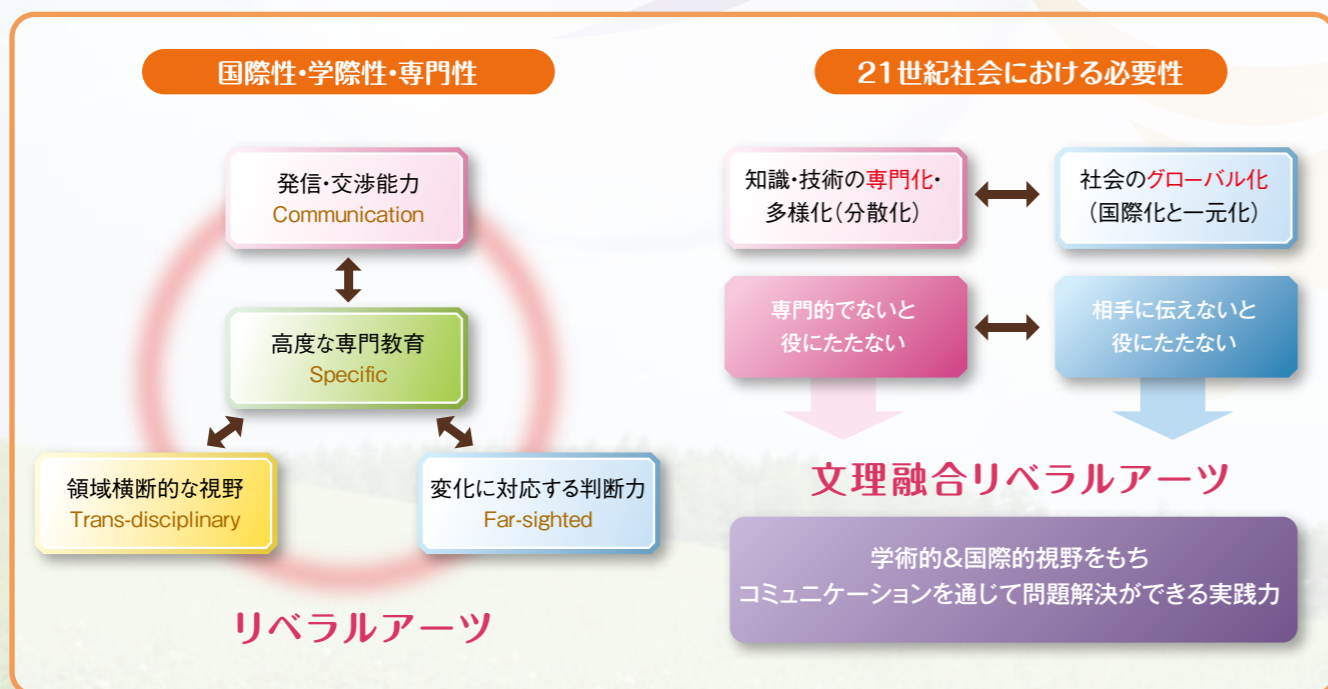 国際性・学際性・専門性
発信・交渉能力
Communication
高度な専門教育
Specific
領域横断的な視野
Trans-disciplinary
変化に対応する判断力
Far-sighted
リベラルアーツ
21世紀社会における必要性
知識・技術の専門化・
多様化（分散化）
社会のグローバル化
（国際化と一元化）
専門的でないと
役にたたない
相手に伝えないと
役にたたない
文理融合リベラルアーツ
学術的&国際的視野をもち
コミュニケーションを通じて問題解決ができる実践力